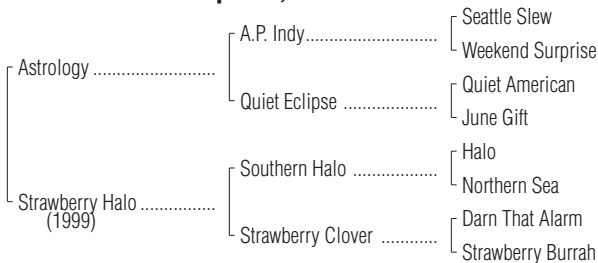 Seattle Slew
A.P. Indy......................
Weekend Surprise
Astrology ........................
Quiet American
Quiet Eclipse ...................
June Gift
Halo
Southern Halo .................
Northern Sea
Strawberry Halo ...............
(1999)
Darn That Alarm
Strawberry Clover ...........
Strawberry Burrah